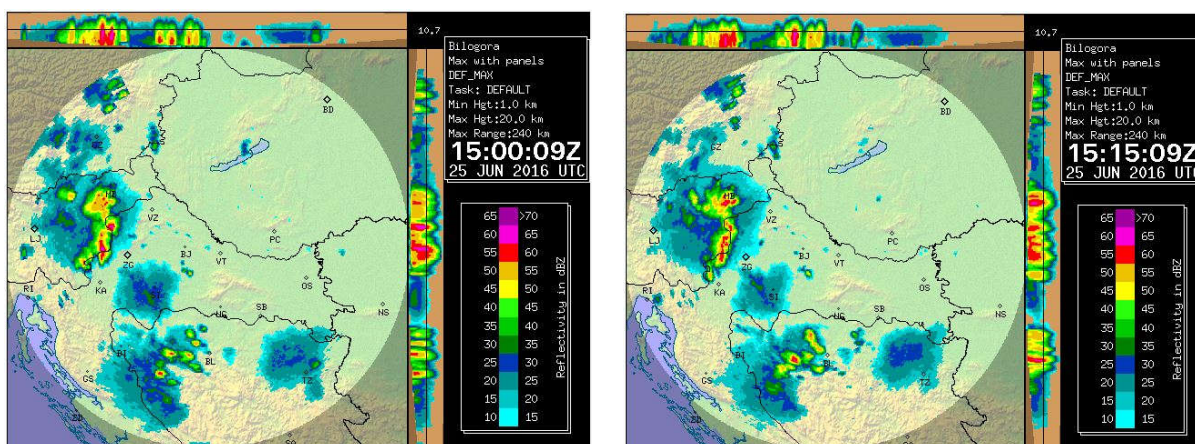 10.7
Bilogora
Max with panels
DEF_MAX
Task: DEFAULT
Min Hgt:1.0 km
Max Hgt:20.0 km
Max Range:240 km
15:00:09Z
25 JUN 2016 UTC
BD
GZ
MB
VZ
LJ
ZG
BJ
VT
PC
RI
KA
SI
OS
NG
SB
NS
BI
BL
GS
TZ
ZD
65 >70
60 65
55 60
50 55
45 50
40 45
35 40
30 35
25 30
20 25
15 20
10 15
Reflectivity in dBZ
10.7
Bilogora
Max with panels
DEF_MAX
Task: DEFAULT
Min Hgt:1.0 km
Max Hgt:20.0 km
Max Range:240 km
15:15:09Z
25 JUN 2016 UTC
BD
GZ
MB
VZ
LJ
ZG
BJ
VT
PC
RI
KA
SI
OS
NG
SB
NS
BI
BL
GS
TZ
ZD
65 >70
60 65
55 60
50 55
45 50
40 45
35 40
30 35
25 30
20 25
15 20
10 15
Reflectivity in dBZ